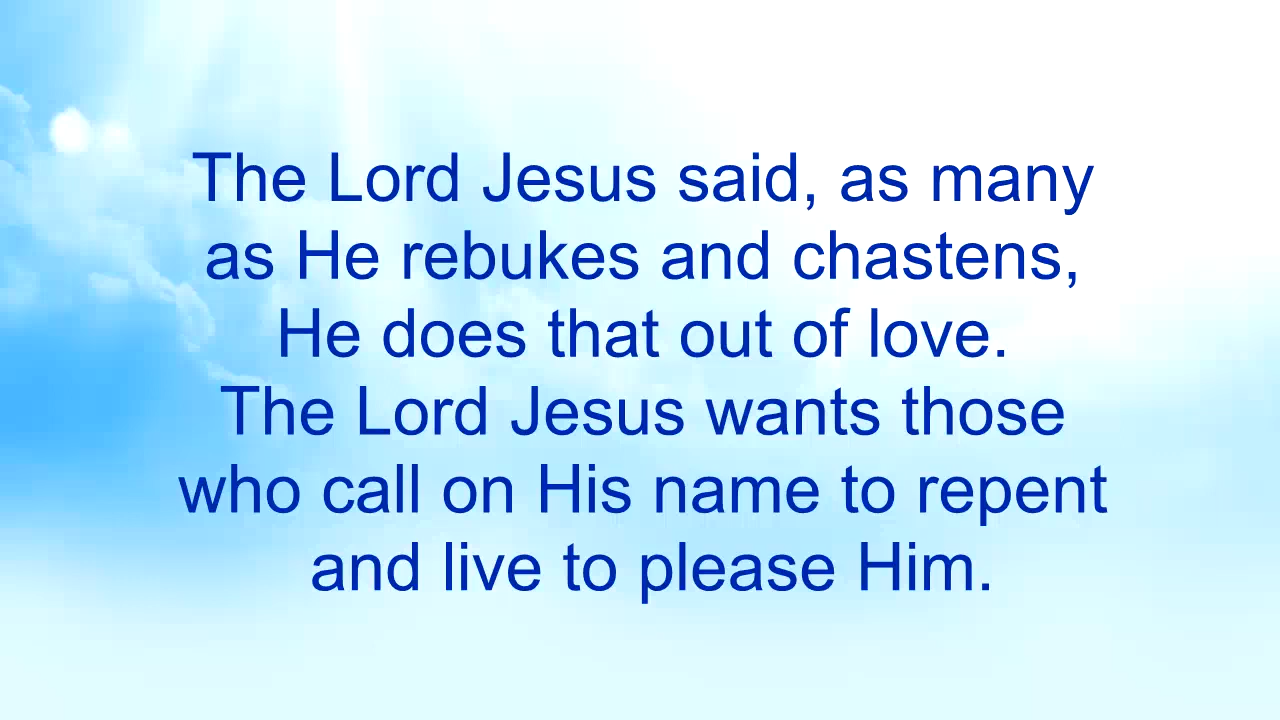 The Lord Jesus said, as many
as He rebukes and chastens,
He does that out of love.
The Lord Jesus wants those
who call on His name to repent
and live to please Him.